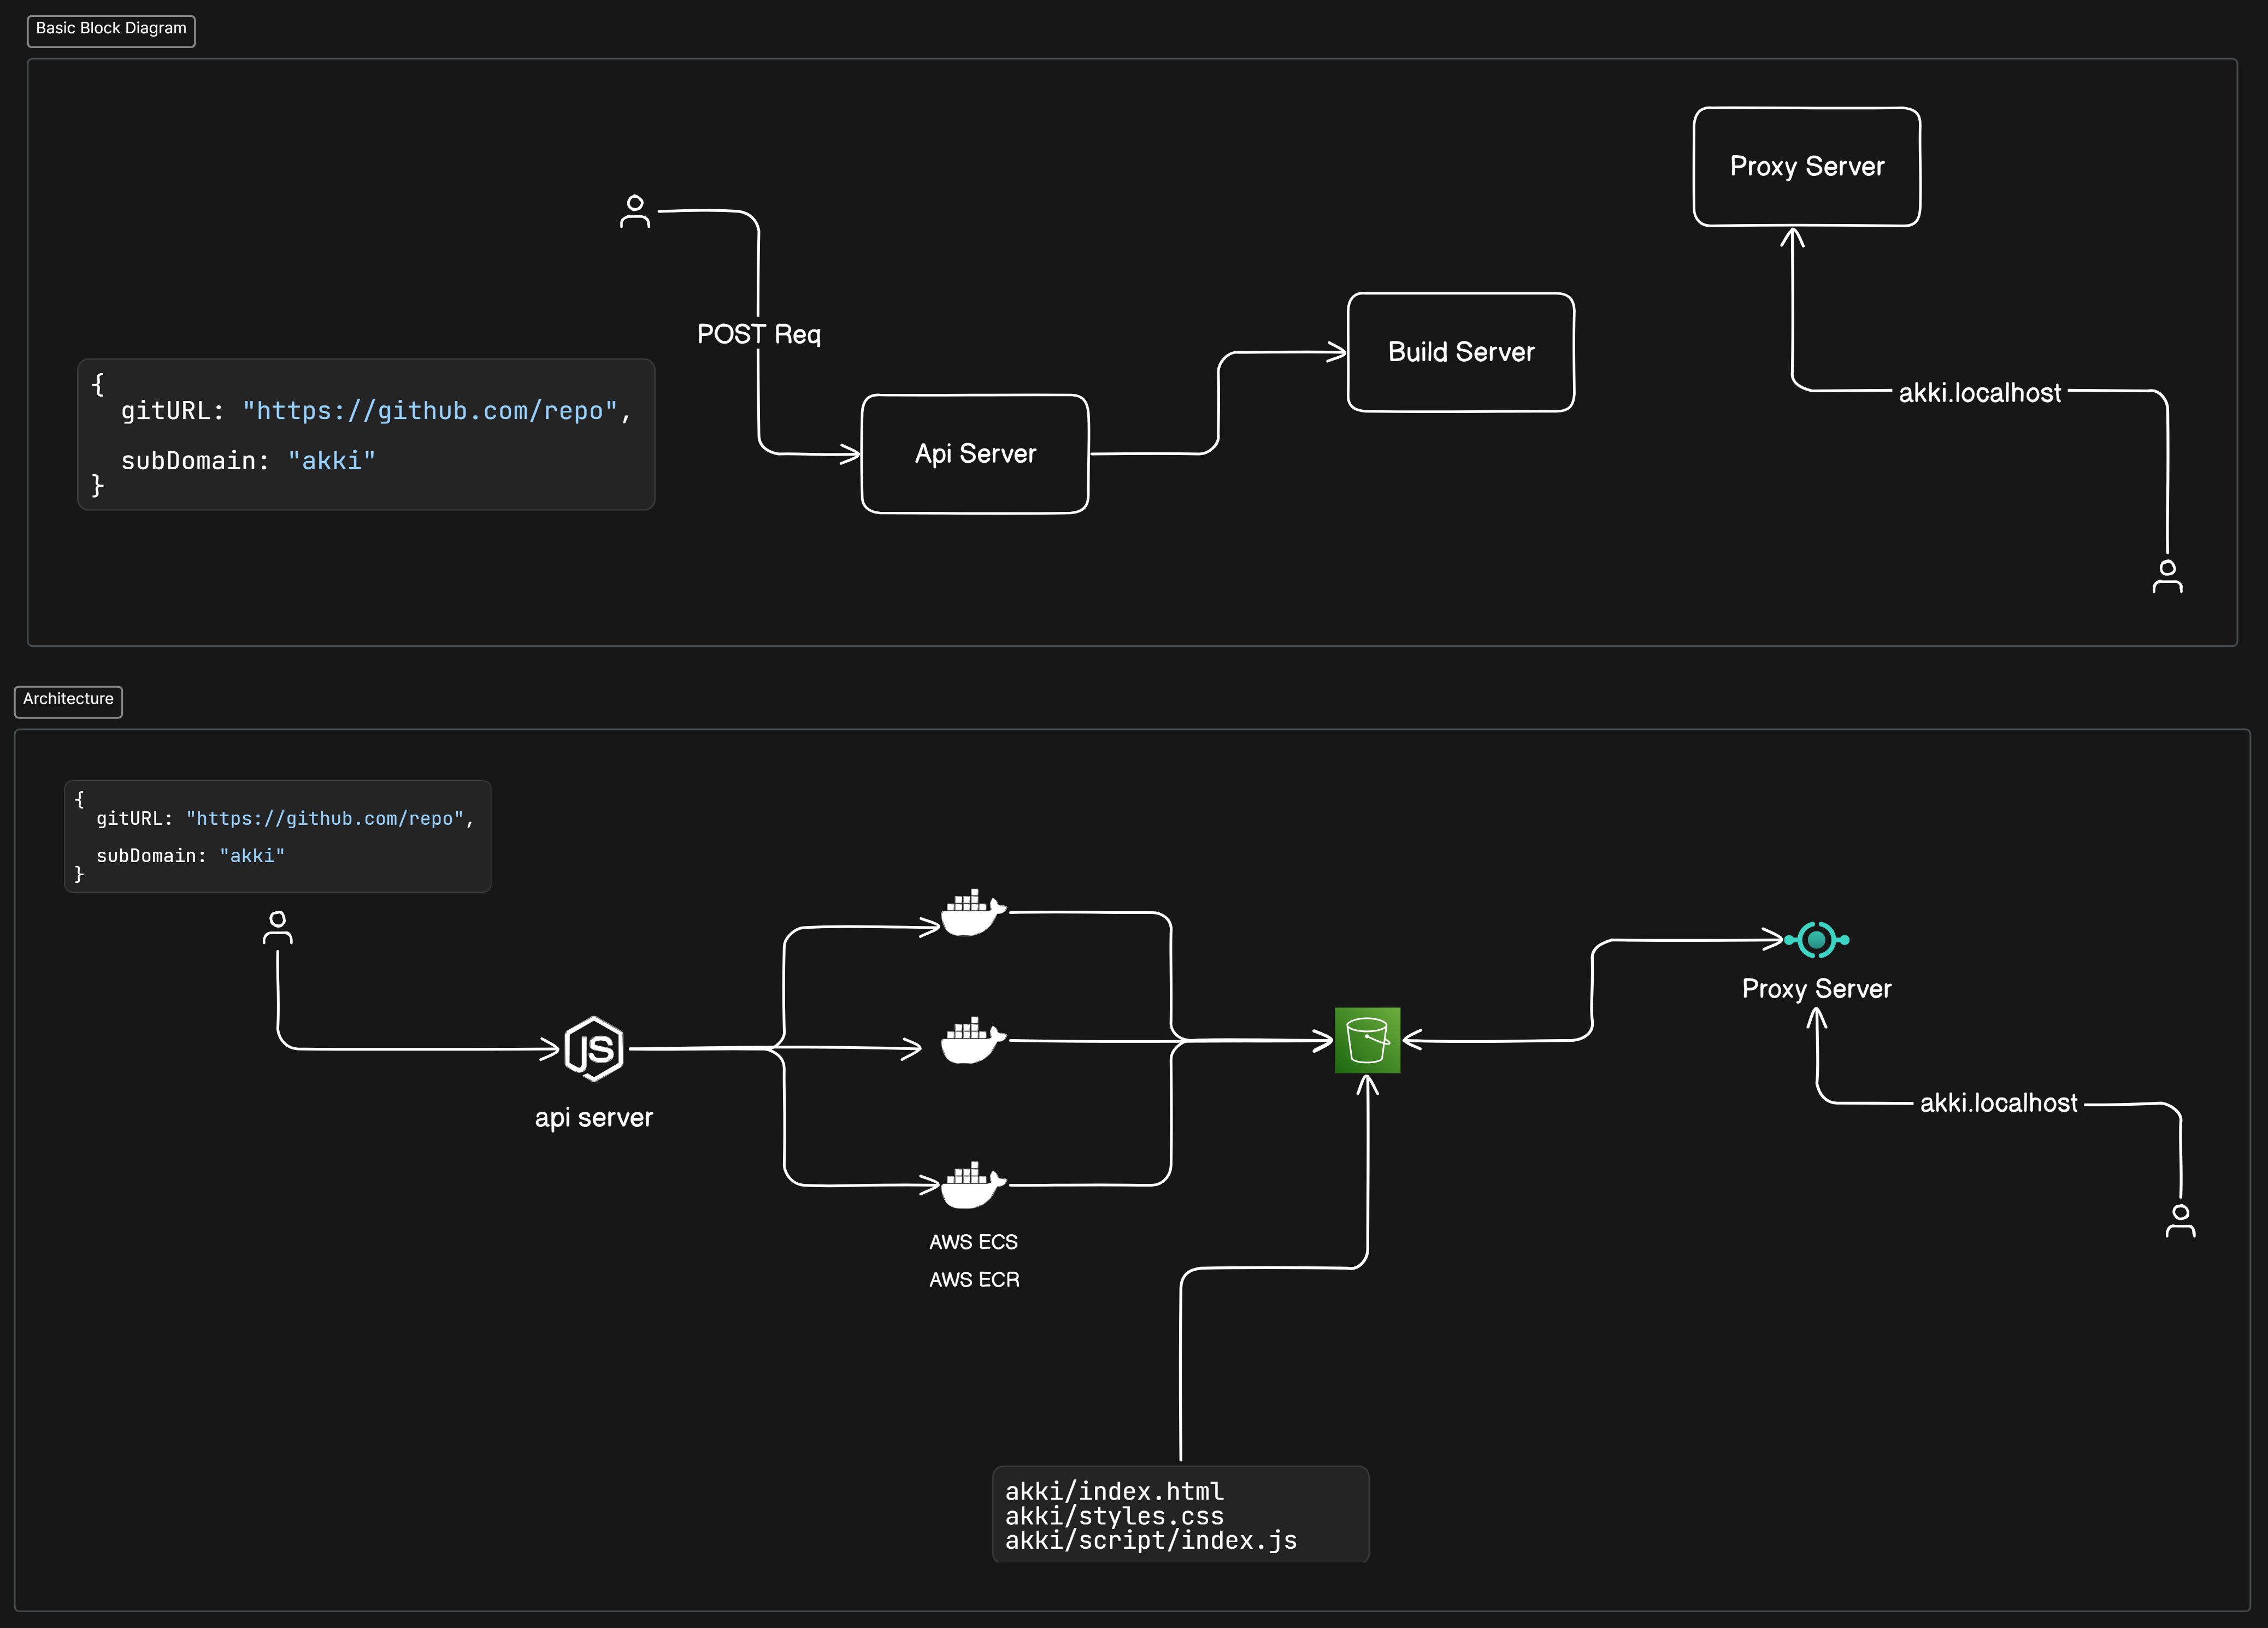 Basic Block Diagram
Proxy Server
POST Req
Build Server
{
gitURL: "https://github.com/repo",
subDomain: "akki"
}
akki.localhost
Api Server
Architecture
{
gitURL: "https://github.com/repo",
subDomain: "akki"
}
JS
api server
Proxy Server
akki.localhost
AWS ECS
AWS ECR
akki/index.html
akki/styles.css
akki/script/index.js